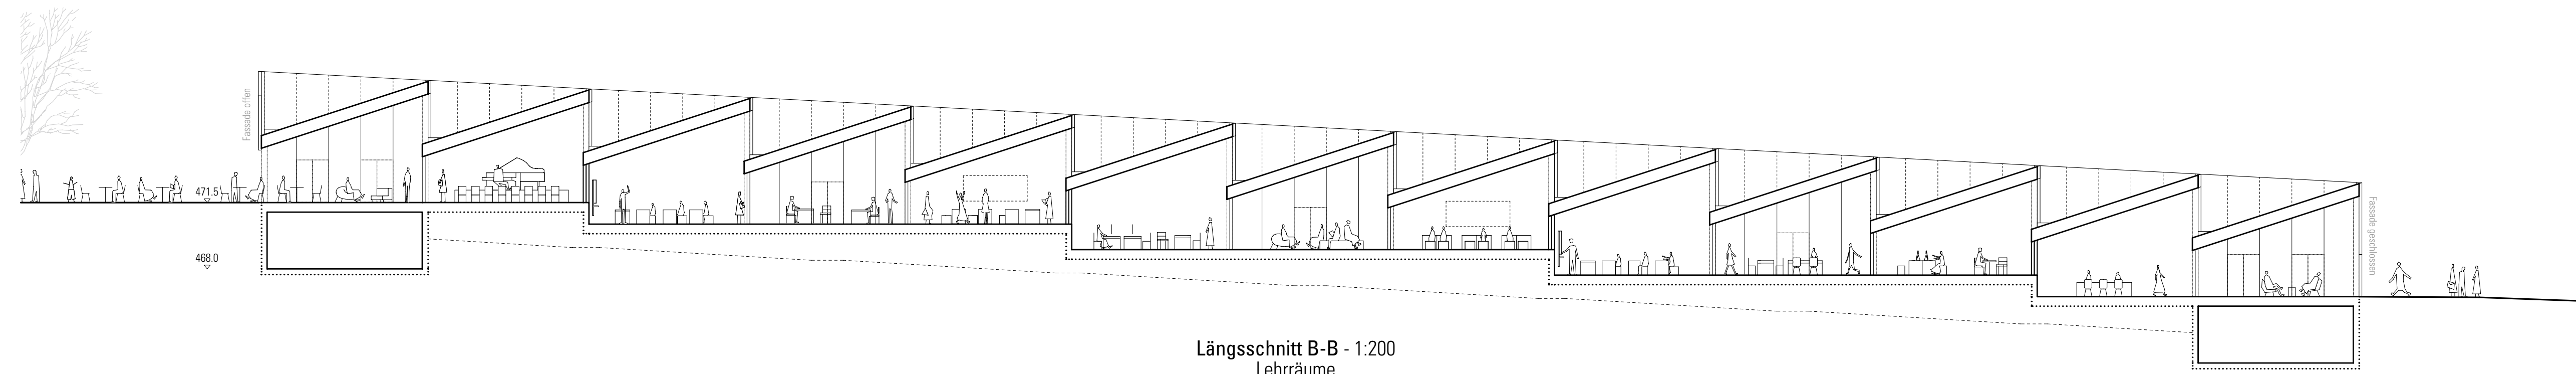 Fassade offen
471.5
468.0
Fassade geschlossen
Längsschnitt B-B - 1:200
Lehrräume